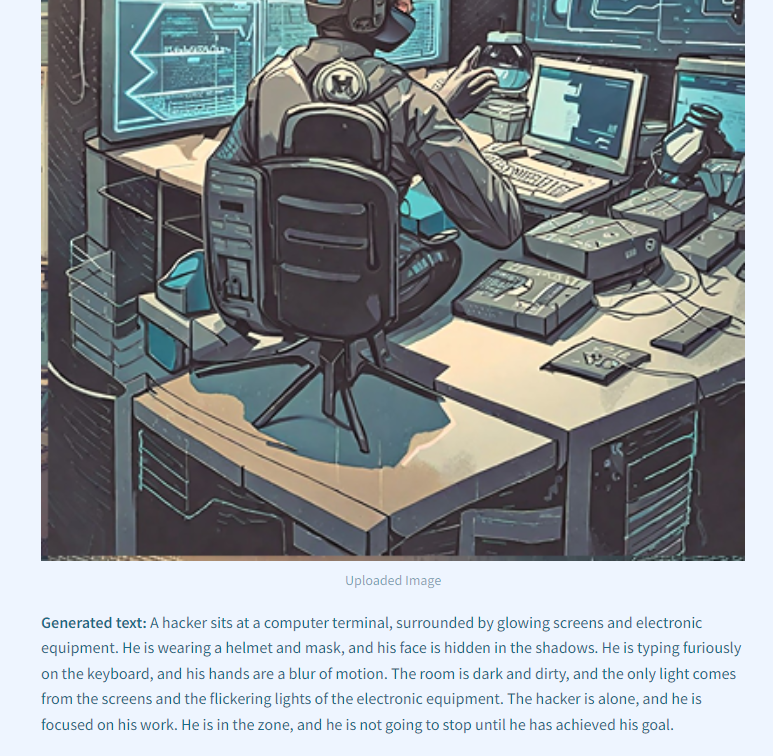 Uploaded Image
Generated text: A hacker sits at a computer terminal, surrounded by glowing screens and electronic
equipment. He is wearing a helmet and mask, and his face is hidden in the shadows. He is typing furiously
on the keyboard, and his hands are a blur of motion. The room is dark and dirty, and the only light comes
from the screens and the flickering lights of the electronic equipment. The hacker is alone, and he is
focused on his work. He is in the zone, and he is not going to stop until he has achieved his goal.